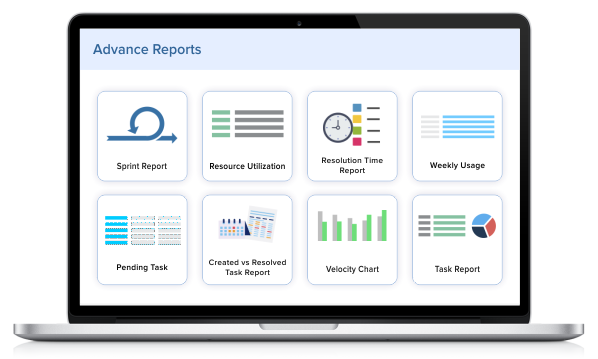 Advance Reports
Sprint Report
Resource Utilization
Resolution Time
Report
Weekly Usage
Pending Task
Created vs Resolved
Task Report
Velocity Chart
Task Report